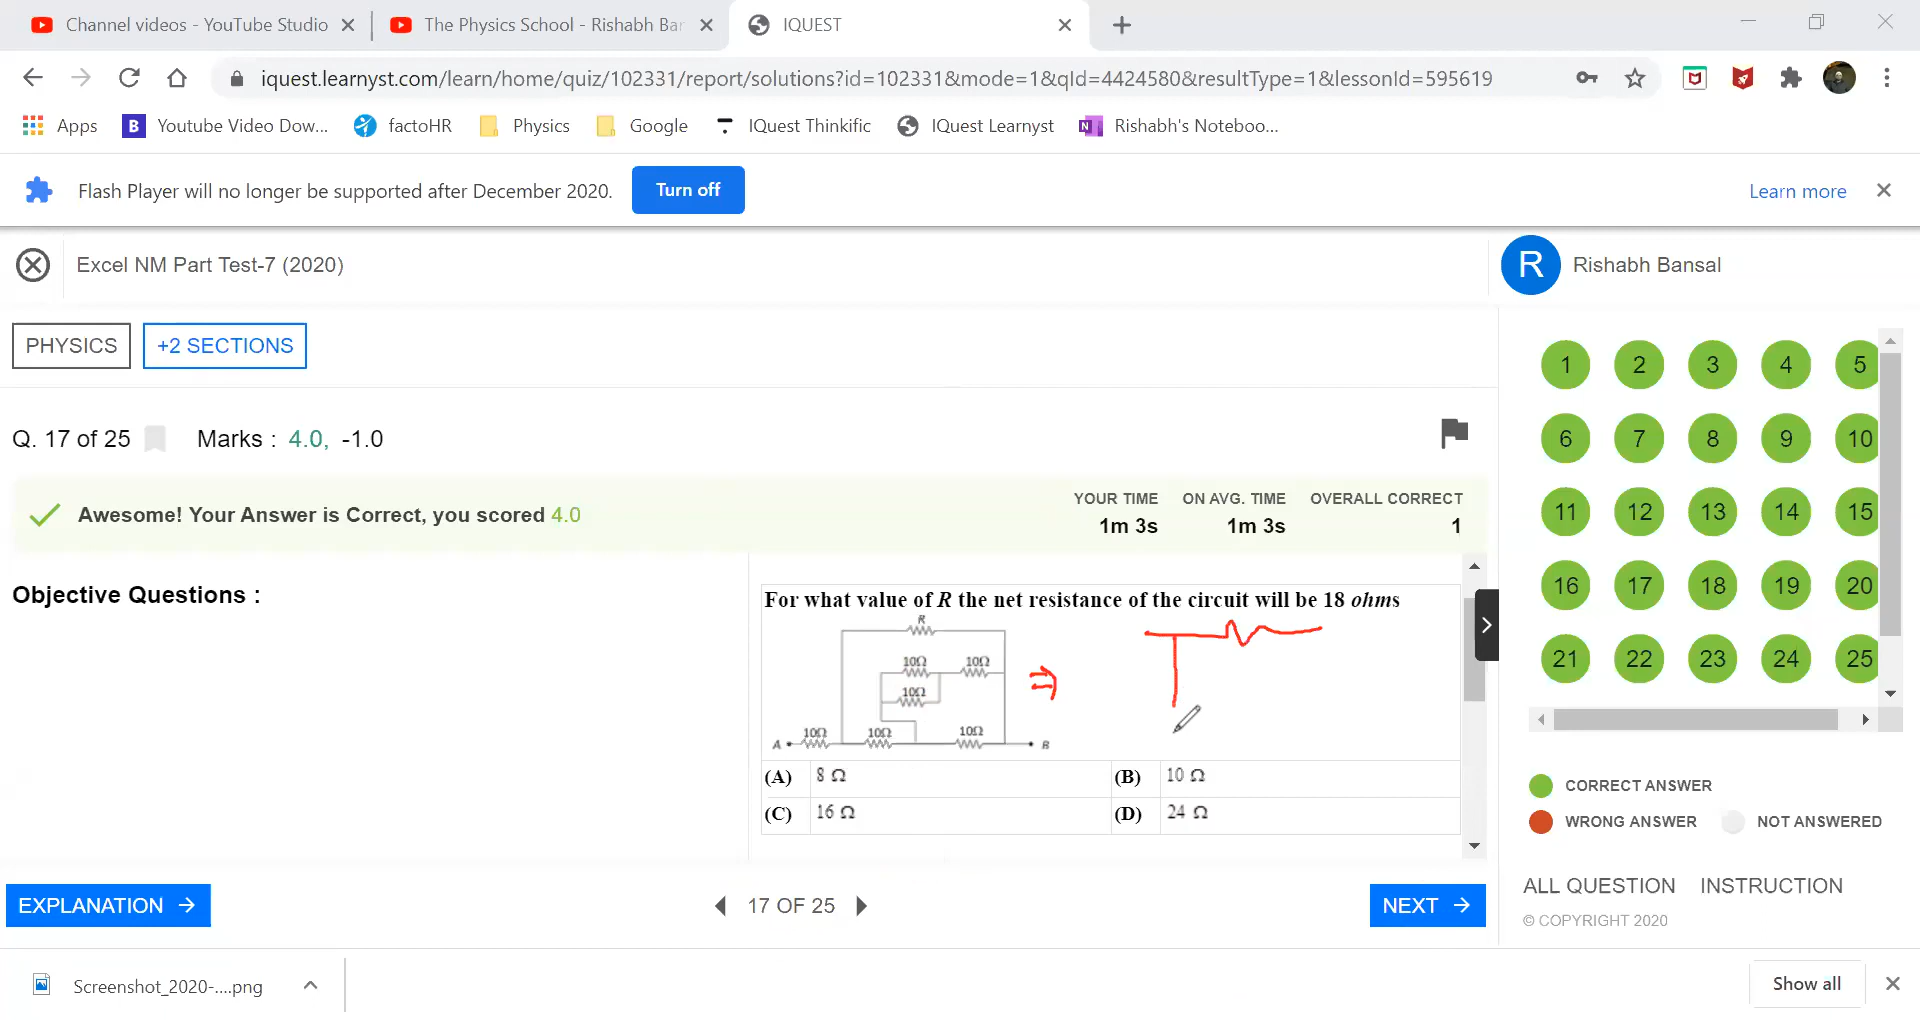 Channel videos - YouTube Studio
The Physics School - Rishabh Bar
IQUEST
iquest.learnyst.com/learn/home/quiz/102331/report/solutions?id=102331&mode=1&qId=4424580&resultType=1&lessonId=595619
Apps B Youtube Video Dow... factoHR Physics Google IQuest Thinkific IQuest Learnyst N Rishabh's Noteboo...
Flash Player will no longer be supported after December 2020. Turn off Learn more
Excel NM Part Test-7 (2020) R Rishabh Bansal
PHYSICS +2 SECTIONS
Q. 17 of 25 Marks : 4.0, -1.0
YOUR TIME ON AVG. TIME OVERALL CORRECT
Awesome! Your Answer is Correct, you scored 4.0
1m 3s 1m 3s 1
Objective Questions :
For what value of R the net resistance of the circuit will be 18 ohms
R
10Ω 10Ω
10Ω
10Ω 10Ω 10Ω
A B
(A) 8 Ω (B) 10 Ω
(C) 16 Ω (D) 24 Ω
EXPLANATION 17 OF 25 NEXT
1 2 3 4 5
6 7 8 9 10
11 12 13 14 15
16 17 18 19 20
21 22 23 24 25
CORRECT ANSWER
WRONG ANSWER NOT ANSWERED
ALL QUESTION INSTRUCTION
© COPYRIGHT 2020
Screenshot_2020-....png Show all